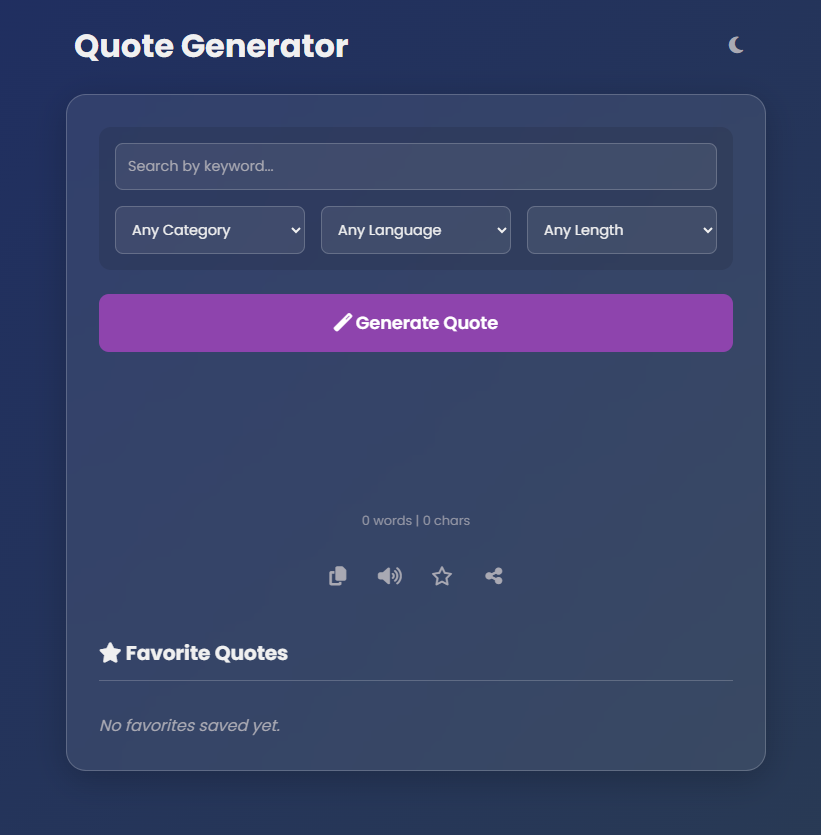 Quote Generator
Search by keyword...
Any Category Any Language Any Length
Generate Quote
0 words | 0 chars
Favorite Quotes
No favorites saved yet.